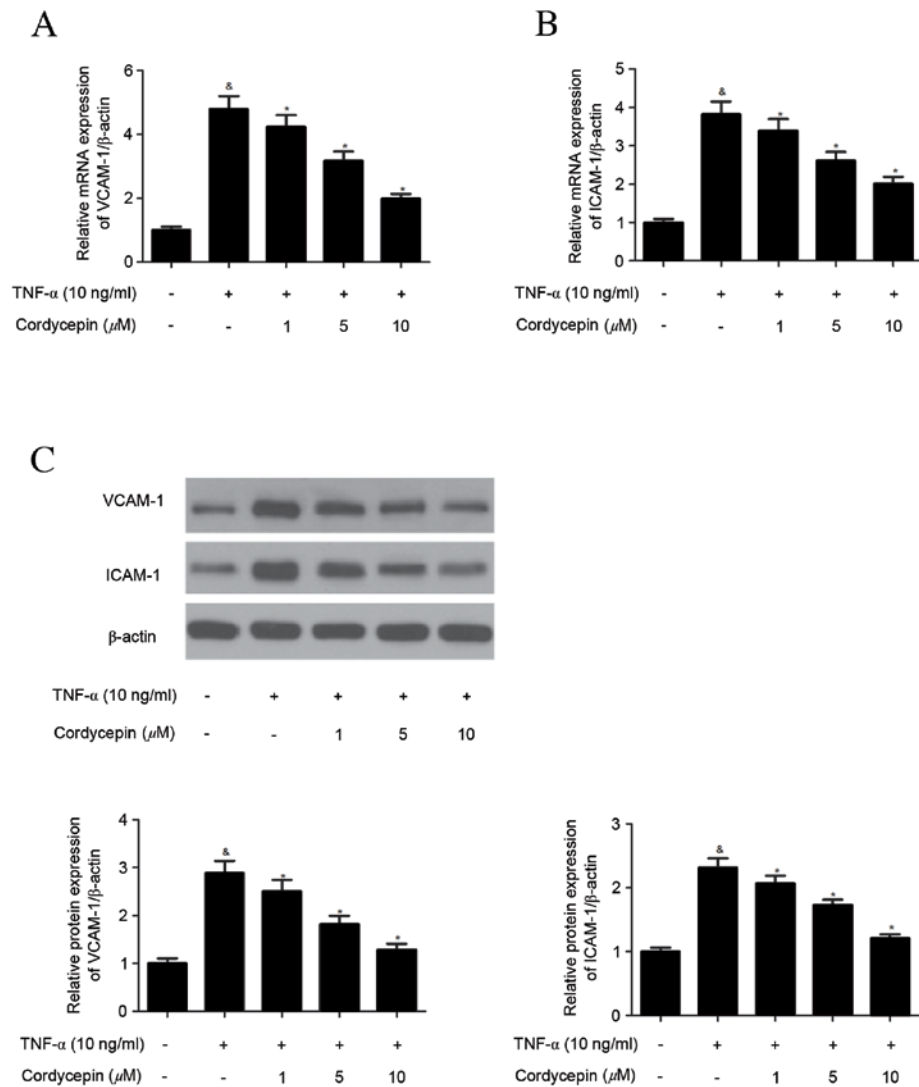 A
Relative mRNA expression
of VCAM-1/β-actin
6
4
2
0
&
*
*
*
TNF-α (10 ng/ml) - + + + +
Cordycepin (μM) - - 1 5 10
B
Relative mRNA expression
of ICAM-1/β-actin
5
4
3
2
1
0
&
*
*
*
TNF-α (10 ng/ml) - + + + +
Cordycepin (μM) - - 1 5 10
C
VCAM-1
ICAM-1
β-actin
TNF-α (10 ng/ml) - + + + +
Cordycepin (μM) - - 1 5 10
Relative protein expression
of VCAM-1/β-actin
4
3
2
1
0
&
*
*
*
TNF-α (10 ng/ml) - + + + +
Cordycepin (μM) - - 1 5 10
Relative protein expression
of ICAM-1/β-actin
3
2
1
0
&
*
*
*
TNF-α (10 ng/ml) - + + + +
Cordycepin (μM) - - 1 5 10